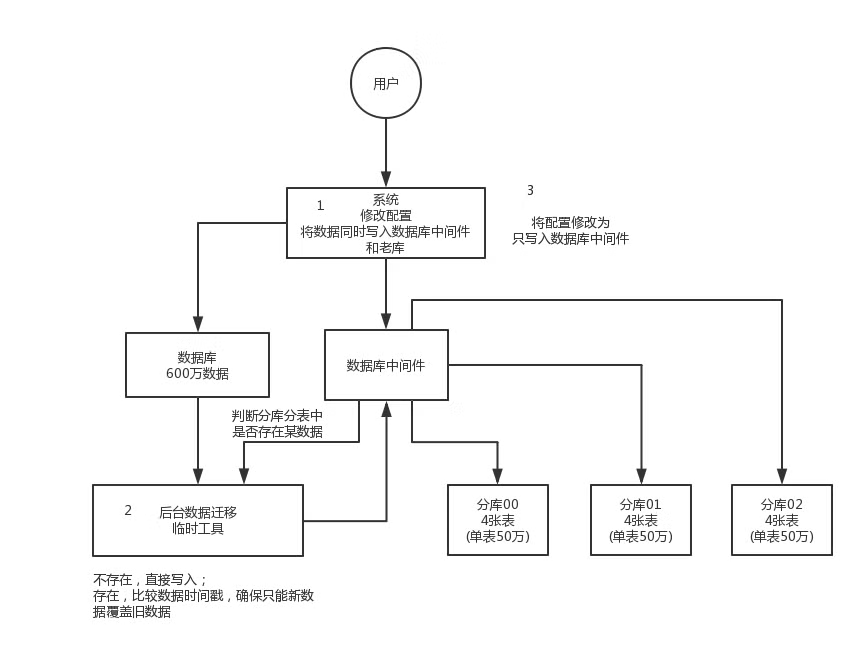 用户
1
系统
修改配置
将数据同时写入数据库中间件
和老库
3
将配置修改为
只写入数据库中间件
数据库
600万数据
数据库中间件
判断分库分表中
是否存在某数据
2
后台数据迁移
临时工具
分库00
4张表
(单表50万)
分库01
4张表
(单表50万)
分库02
4张表
(单表50万)
不存在，直接写入；
存在，比较数据时间戳，确保只能新数
据覆盖旧数据